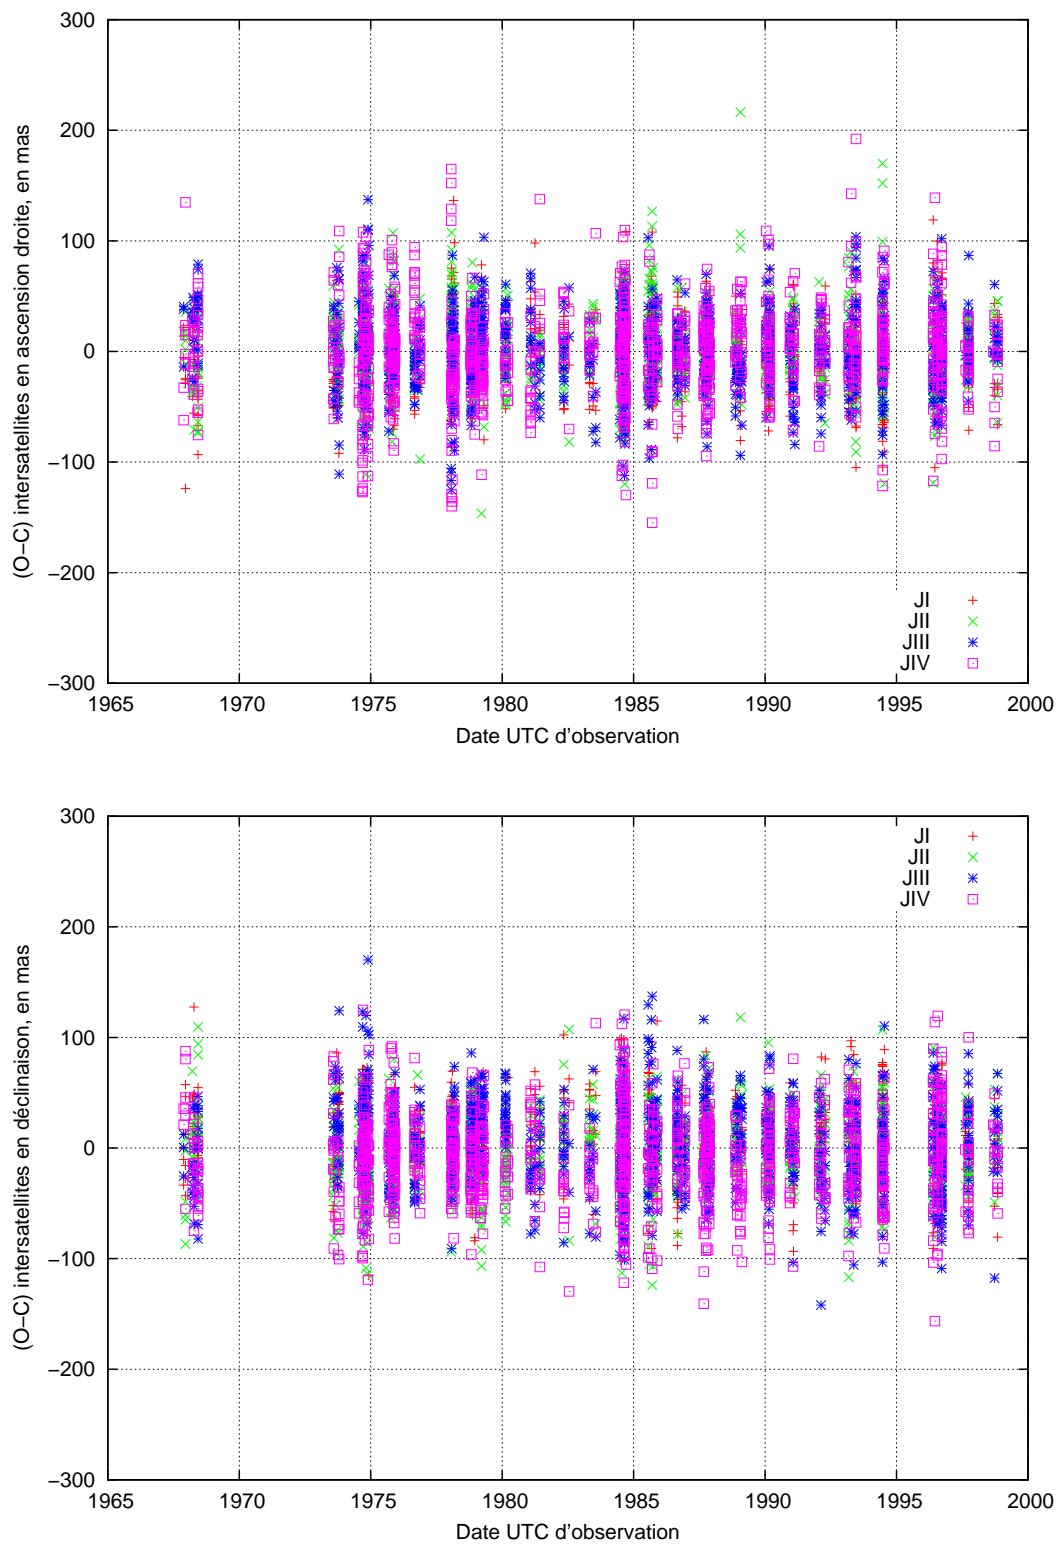 300
200
100
0
−100
−200
−300
(O−C) intersatellites en ascension droite, en mas
JI
JII
JIII
JIV
1965 1970 1975 1980 1985 1990 1995 2000
Date UTC d'observation
300
200
100
0
−100
−200
−300
(O−C) intersatellites en déclinaison, en mas
JI
JII
JIII
JIV
1965 1970 1975 1980 1985 1990 1995 2000
Date UTC d'observation